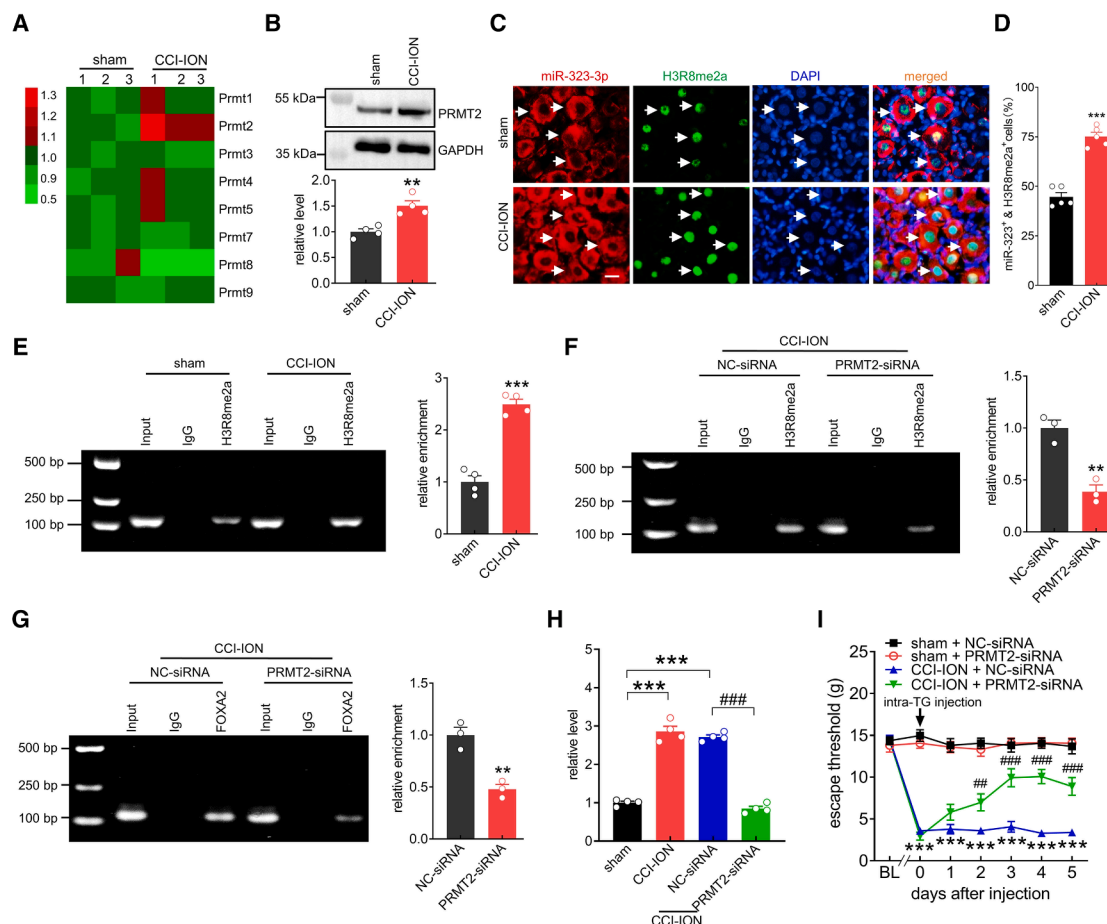 A
sham
CCI-ION
1 2 3 1 2 3
1.3
1.2
1.1
1.0
0.9
0.5
Prmt1
Prmt2
Prmt3
Prmt4
Prmt5
Prmt7
Prmt8
Prmt9
B
sham
CCI-ION
55 kDa
PRMT2
35 kDa
GAPDH
relative level
2.0
1.5
1.0
0.5
0.0
**
sham
CCI-ION
C
miR-323-3p
H3R8me2a
DAPI
merged
sham
CCI-ION
D
miR-323⁺ & H3R8me2a⁺cells(%)
100
75
50
25
0
***
sham
CCI-ION
E
sham
CCI-ION
Input
IgG
H3R8me2a
Input
IgG
H3R8me2a
500 bp
250 bp
100 bp
relative enrichment
3
2
1
0
***
sham
CCI-ION
F
CCI-ION
NC-siRNA
PRMT2-siRNA
Input
IgG
H3R8me2a
Input
IgG
H3R8me2a
500 bp
250 bp
100 bp
relative enrichment
1.5
1.0
0.5
0.0
**
NC-siRNA
PRMT2-siRNA
G
CCI-ION
NC-siRNA
PRMT2-siRNA
Input
IgG
FOXA2
Input
IgG
FOXA2
500 bp
250 bp
100 bp
relative enrichment
1.5
1.0
0.5
0.0
**
NC-siRNA
PRMT2-siRNA
H
relative level
5
4
3
2
1
0
***
***
###
sham
CCI-ION
NC-siRNA
PRMT2-siRNA
CCI-ION
I
sham + NC-siRNA
sham + PRMT2-siRNA
CCI-ION + NC-siRNA
CCI-ION + PRMT2-siRNA
intra-TG injection
escape threshold (g)
25
20
15
10
5
0
## ### ### ###
*** *** *** *** *** ***
BL 0 1 2 3 4 5
days after injection